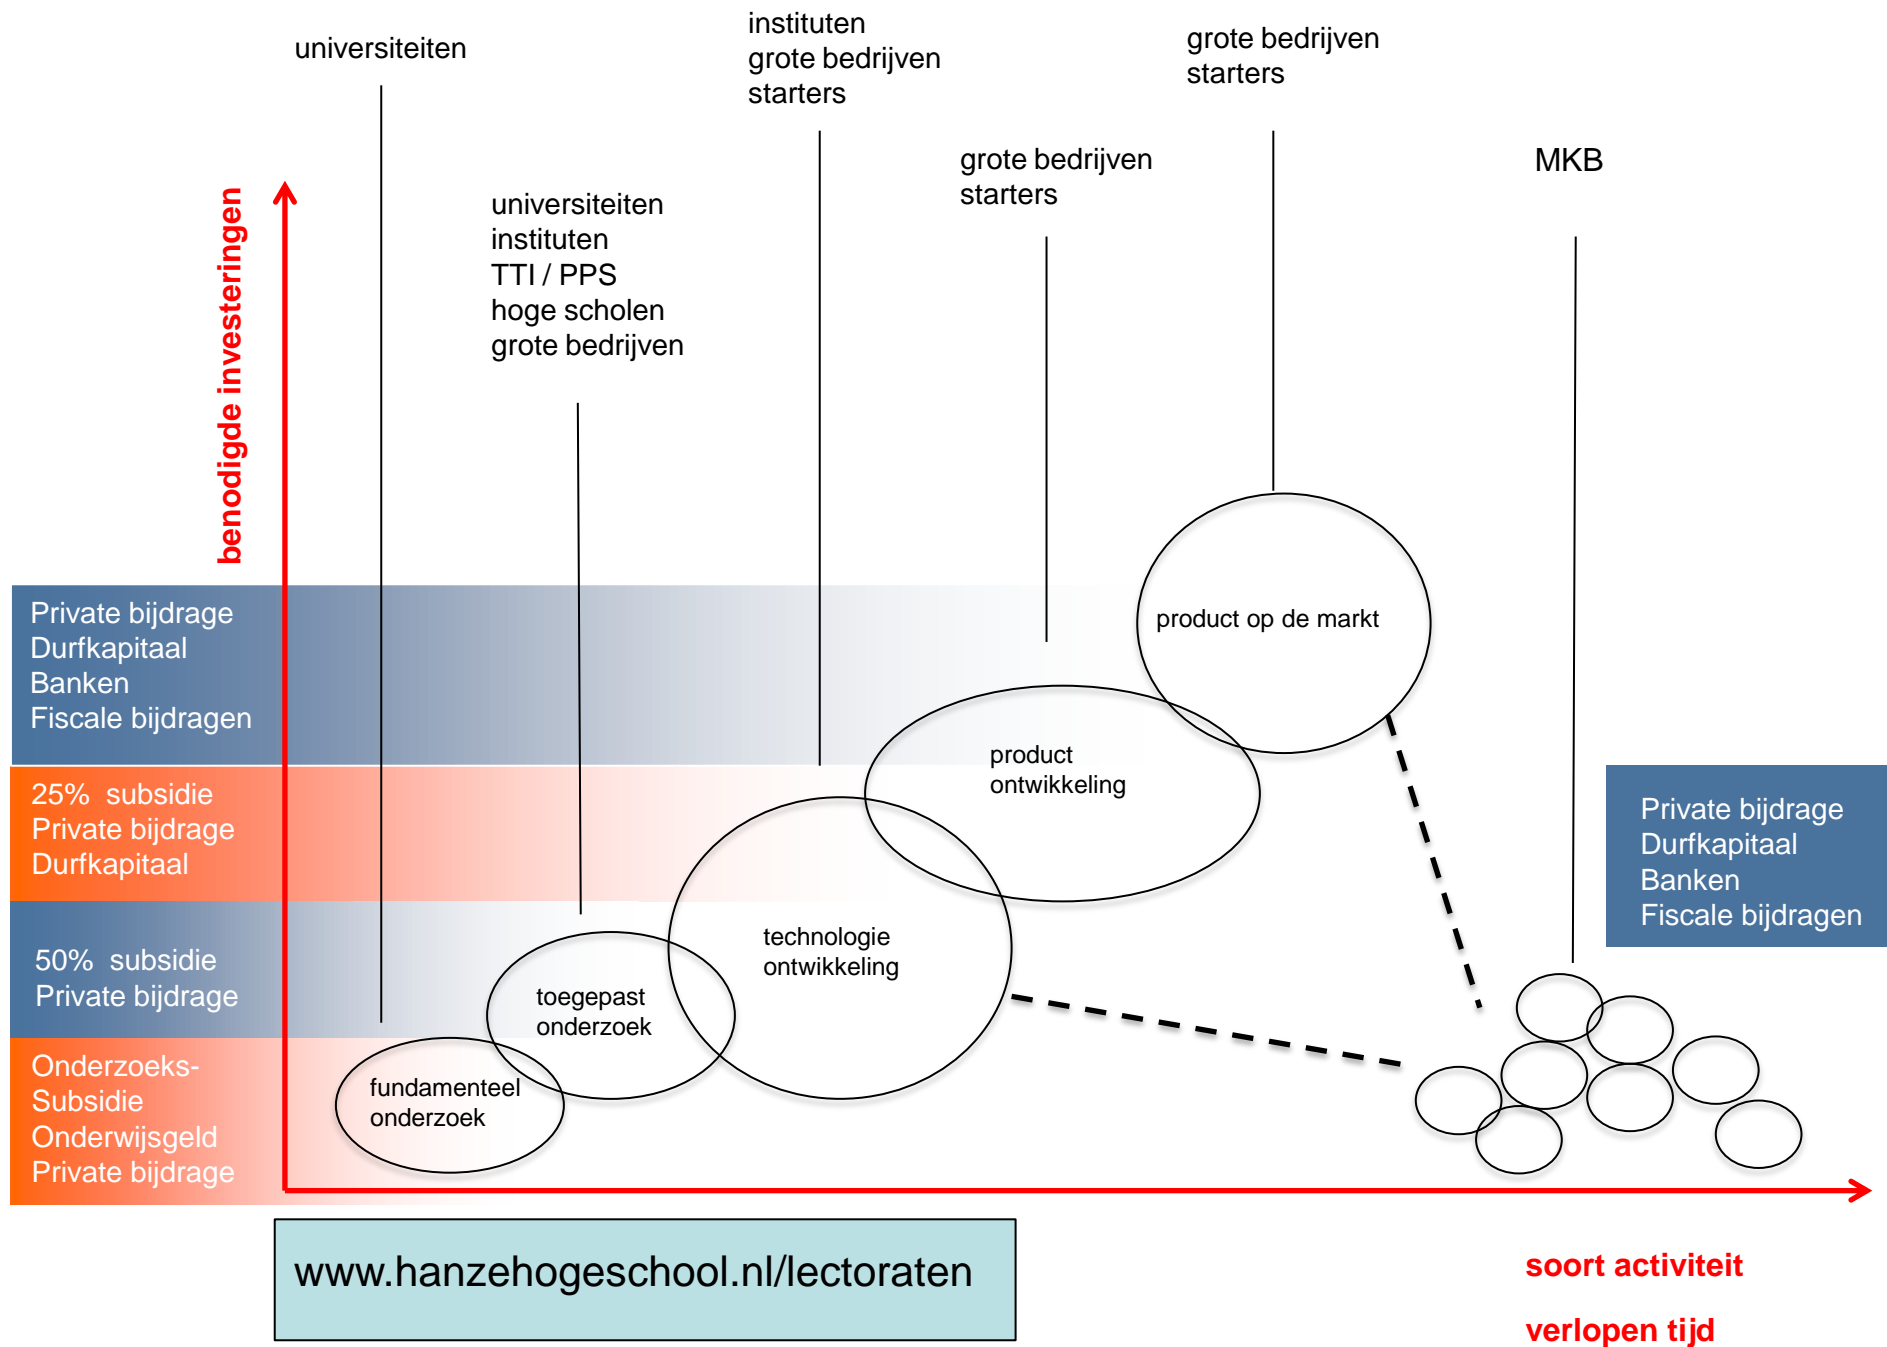 universiteiten
instituten
grote bedrijven
starters
grote bedrijven
starters
grote bedrijven
starters
MKB
universiteiten
instituten
TTI / PPS
hoge scholen
grote bedrijven
benodigde investeringen
Private bijdrage
Durfkapitaal
Banken
Fiscale bijdragen
25% subsidie
Private bijdrage
Durfkapitaal
50% subsidie
Private bijdrage
Onderzoeks-
Subsidie
Onderwijsgeld
Private bijdrage
fundamenteel
onderzoek
toegepast
onderzoek
technologie
ontwikkeling
product
ontwikkeling
product op de markt
Private bijdrage
Durfkapitaal
Banken
Fiscale bijdragen
www.hanzehogeschool.nl/lectoraten
soort activiteit
verlopen tijd